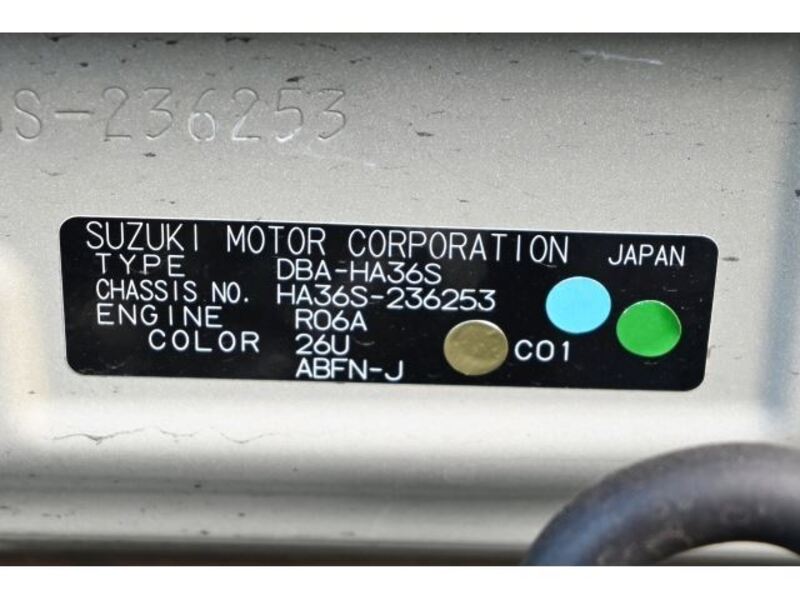 S-236253
SUZUKI MOTOR CORPORATION JAPAN
TYPE DBA-HA36S
CHASSIS NO. HA36S-236253
ENGINE R06A
COLOR 26U C01
ABFN-J